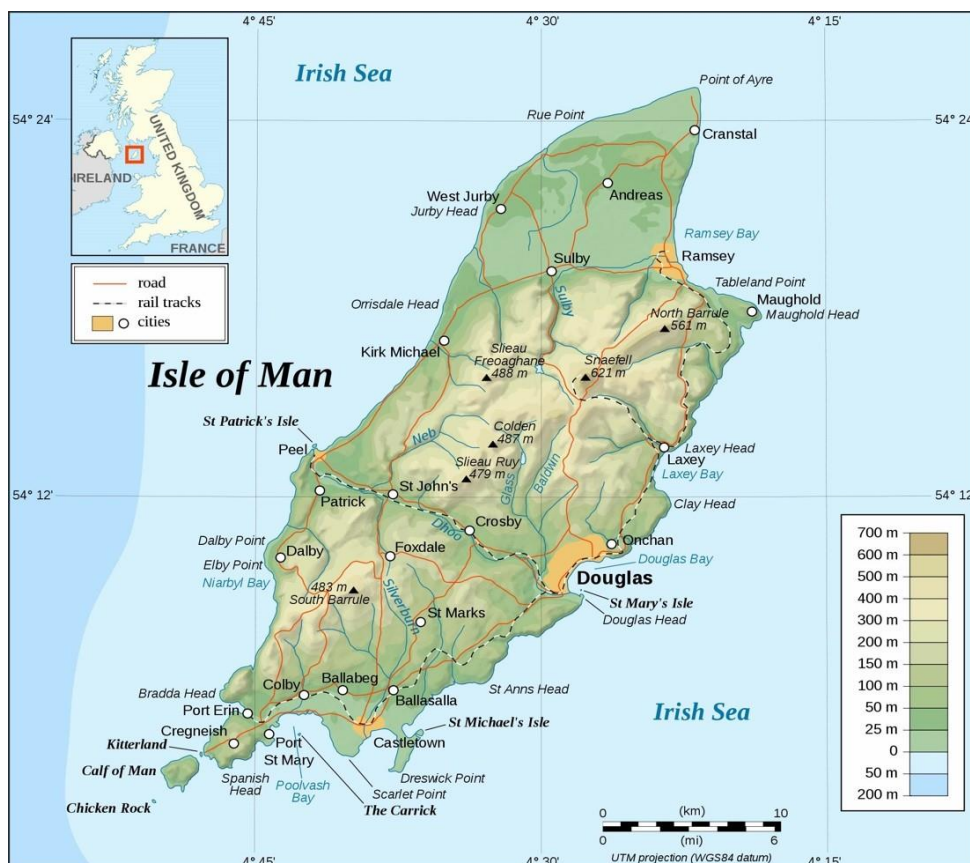 4° 45'
4° 30'
4° 15'
Irish Sea
Point of Ayre
Rue Point
54° 24'
54° 24'
Cranstal
UNITED KINGDOM
IRELAND
FRANCE
West Jurby
Jurby Head
Andreas
Ramsey Bay
Ramsey
Sulby
road
rail tracks
cities
Tableland Point
Maughold
Maughold Head
Orrisdale Head
Sulby
North Barrule
561 m
Kirk Michael
Slieau
Freoaghane
488 m
Snaefell
621 m
Isle of Man
St Patrick's Isle
Peel
Neb
Colden
487 m
Slieau Ruy
479 m
Laxey Head
Laxey
Laxey Bay
Glass
Baldwn
54° 12'
54° 12'
Patrick
St John's
Clay Head
Dhoo
Crosby
Dalby Point
Dalby
Elby Point
Niarbyl Bay
Foxdale
Onchan
Douglas Bay
Douglas
483 m
South Barrule
Silverburn
St Mary's Isle
Douglas Head
St Marks
Bradda Head
Colby
Ballabeg
Ballasalla
St Anns Head
Port Erin
Cregneish
St Michael's Isle
Irish Sea
Kitterland
Port
St Mary
Castletown
Calf of Man
Spanish
Head
Poolvash
Bay
Dreswick Point
Scarlet Point
The Carrick
Chicken Rock
700 m
600 m
500 m
400 m
300 m
200 m
150 m
100 m
50 m
25 m
0
50 m
200 m
0 (km) 10
0 (mi) 6
UTM projection (WGS84 datum)
4° 45'
4° 30'
4° 15'